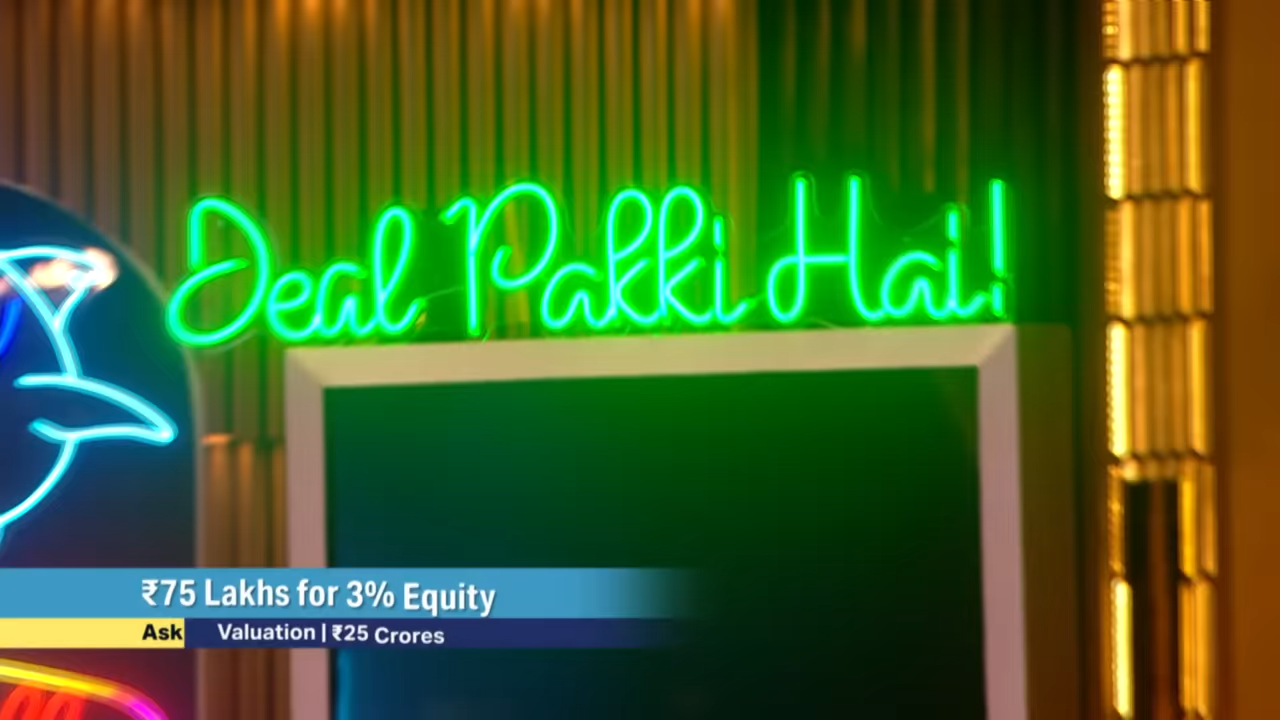 Deal Pakki Hai!
₹75 Lakhs for 3% Equity
Ask Valuation | ₹25 Crores